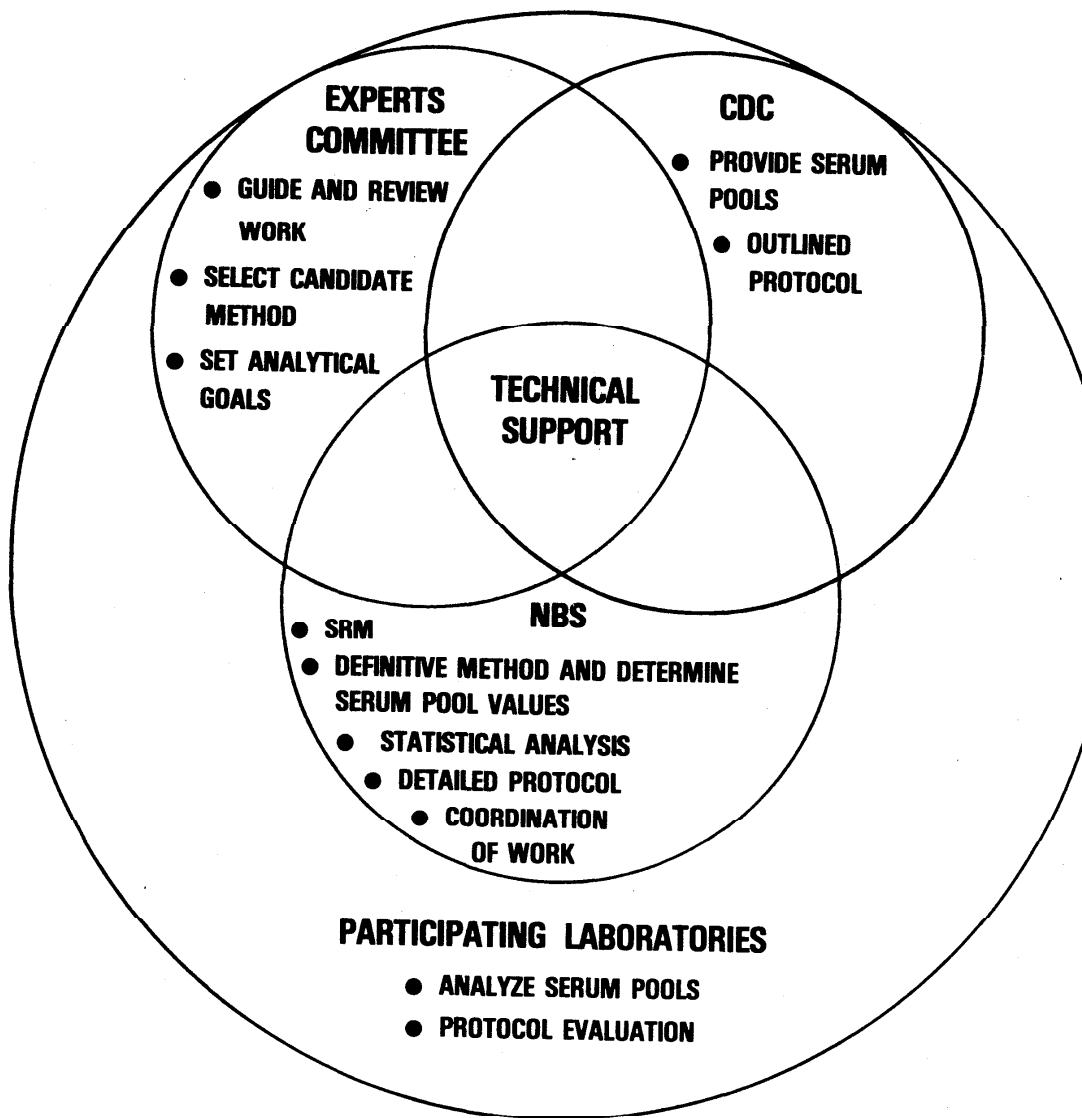 EXPERTS
COMMITTEE
● GUIDE AND REVIEW
WORK
● SELECT CANDIDATE
METHOD
● SET ANALYTICAL
GOALS
CDC
● PROVIDE SERUM
POOLS
● OUTLINED
PROTOCOL
TECHNICAL
SUPPORT
NBS
● SRM
● DEFINITIVE METHOD AND DETERMINE
SERUM POOL VALUES
● STATISTICAL ANALYSIS
● DETAILED PROTOCOL
● COORDINATION
OF WORK
PARTICIPATING LABORATORIES
● ANALYZE SERUM POOLS
● PROTOCOL EVALUATION